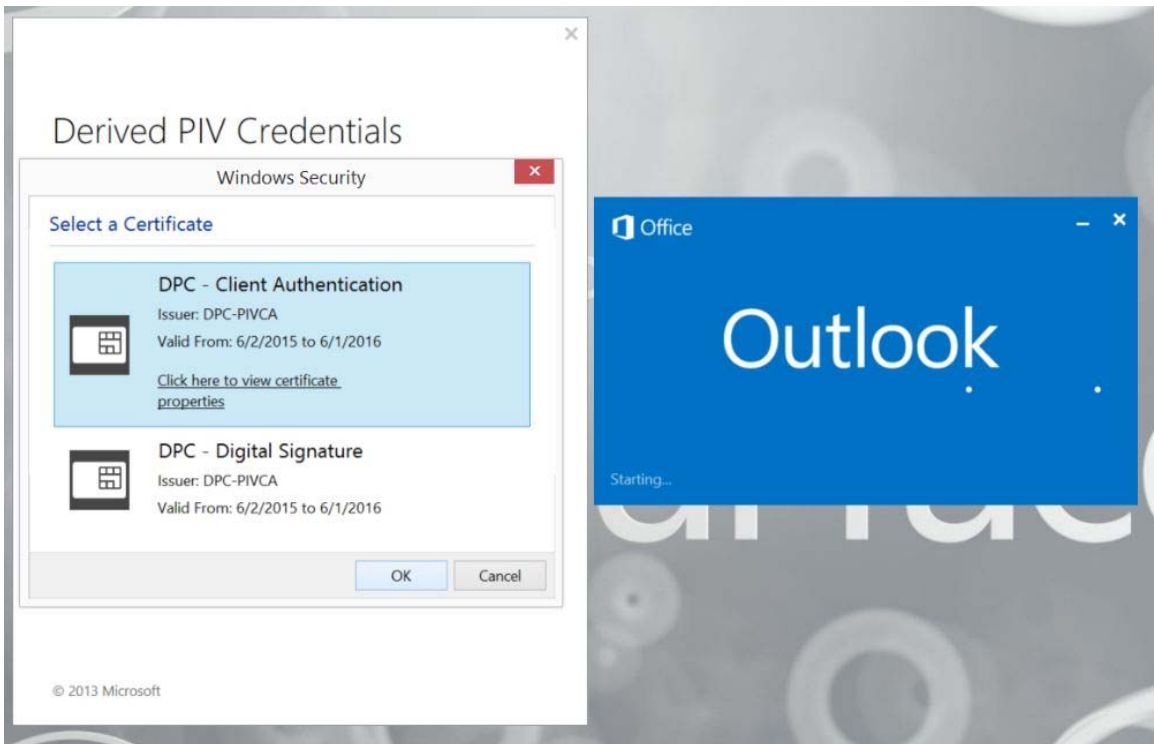 Derived PIV Credentials
Windows Security
Select a Certificate
DPC - Client Authentication
Issuer: DPC-PIVCA
Valid From: 6/2/2015 to 6/1/2016
Click here to view certificate
properties
DPC - Digital Signature
Issuer: DPC-PIVCA
Valid From: 6/2/2015 to 6/1/2016
OK Cancel
© 2013 Microsoft
Office
Outlook
Starting...